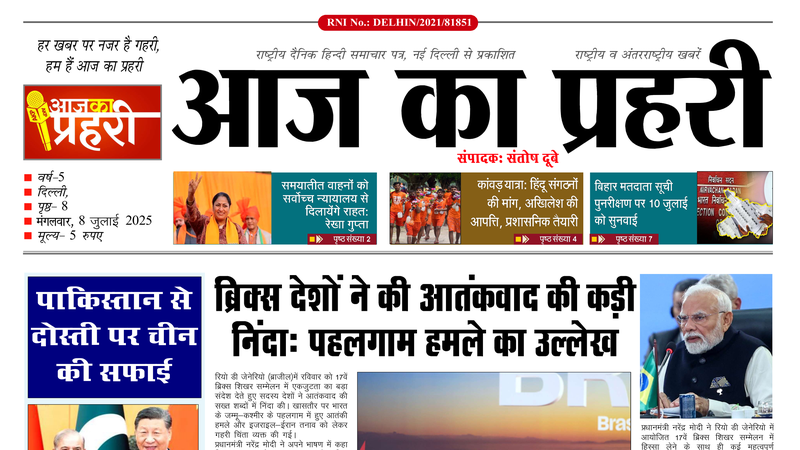 RNI No.: DELHIN/2021/81851
हर खबर पर नजर है गहरी,
हम हैं आज का प्रहरी
राष्ट्रीय दैनिक हिन्दी समाचार पत्र, नई दिल्ली से प्रकाशित
राष्ट्रीय व अंतरराष्ट्रीय खबरें
आज का प्रहरी
आज का
प्रहरी
संपादक: संतोष दूबे
वर्ष-5
दिल्ली,
पृष्ठ- 8
मंगलवार, 8 जुलाई 2025
मूल्य- 5 रुपए
समयातीत वाहनों को
सर्वोच्च न्यायालय से
दिलायेंगे राहत:
रेखा गुप्ता
पृष्ठ संख्या 2
कांवड़ यात्रा: हिंदू संगठनों
की मांग, अखिलेश की
आपत्ति, प्रशासनिक तैयारी
पृष्ठ संख्या 4
बिहार मतदाता सूची
पुनरीक्षण पर 10 जुलाई
को सुनवाई
पृष्ठ संख्या 7
पाकिस्तान से
दोस्ती पर चीन
की सफाई
ब्रिक्स देशों ने की आतंकवाद की कड़ी
निंदा: पहलगाम हमले का उल्लेख
रियो डी जेनेरियो (ब्राजील)में रविवार को 17वें
ब्रिक्स शिखर सम्मेलन में एकजुटता का बड़ा
संदेश देते हुए सदस्य देशों ने आतंकवाद की
सख्त शब्दों में निंदा की। खासतौर पर भारत
के जम्मू-कश्मीर के पहलगाम में हुए आतंकी
हमले और इजराइल-ईरान तनाव को लेकर
गहरी चिंता व्यक्त की गई।
प्रधानमंत्री नरेंद्र मोदी ने अपने भाषण में कहा
BR
Bras
प्रधानमंत्री नरेंद्र मोदी ने रियो डी जेनेरियो में
आयोजित 17वें ब्रिक्स शिखर सम्मेलन में
हिस्सा लेने के साथ ही कई महत्वपूर्ण